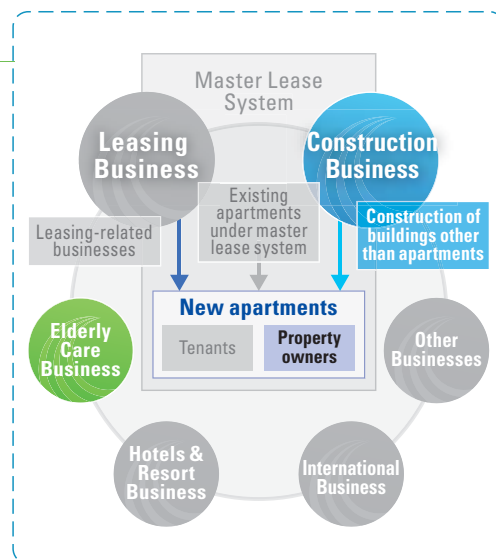 Master Lease
System
Leasing
Business
Construction
Business
Existing
apartments
under master
lease system
Leasing-related
businesses
Construction of
buildings other
than apartments
New apartments
Tenants
Property
owners
Elderly
Care
Business
Other
Businesses
Hotels &
Resort
Business
International
Business